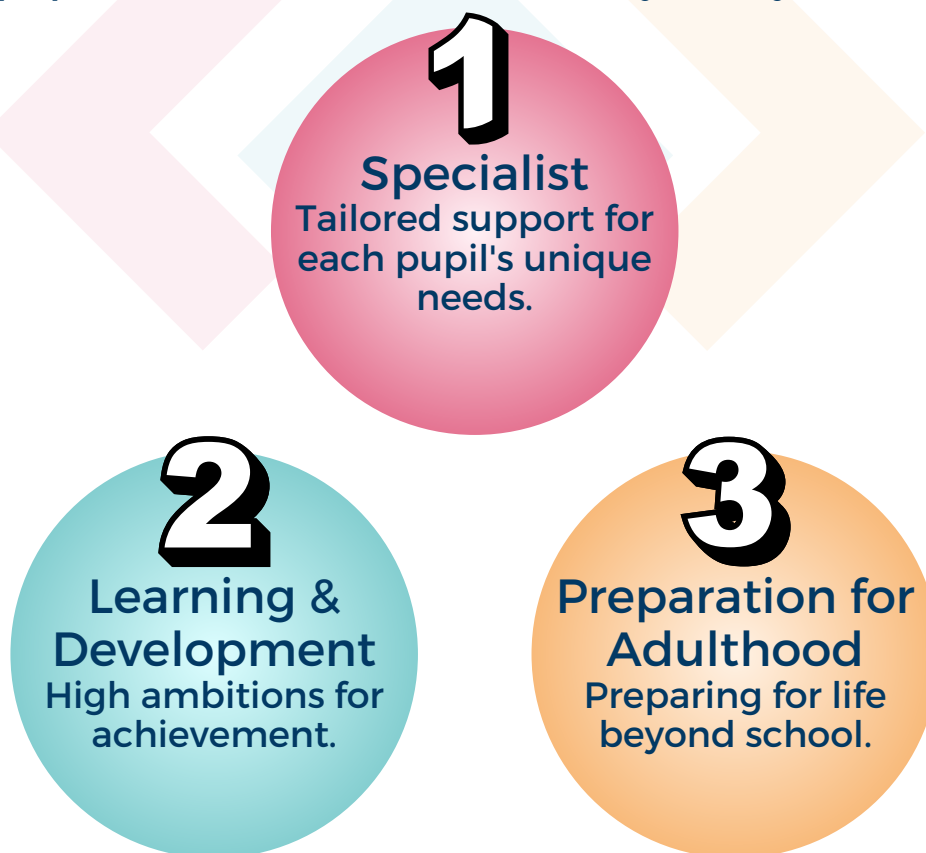 1
Specialist
Tailored support for
each pupil's unique
needs.
2
Learning &
Development
High ambitions for
achievement.
3
Preparation for
Adulthood
Preparing for life
beyond school.